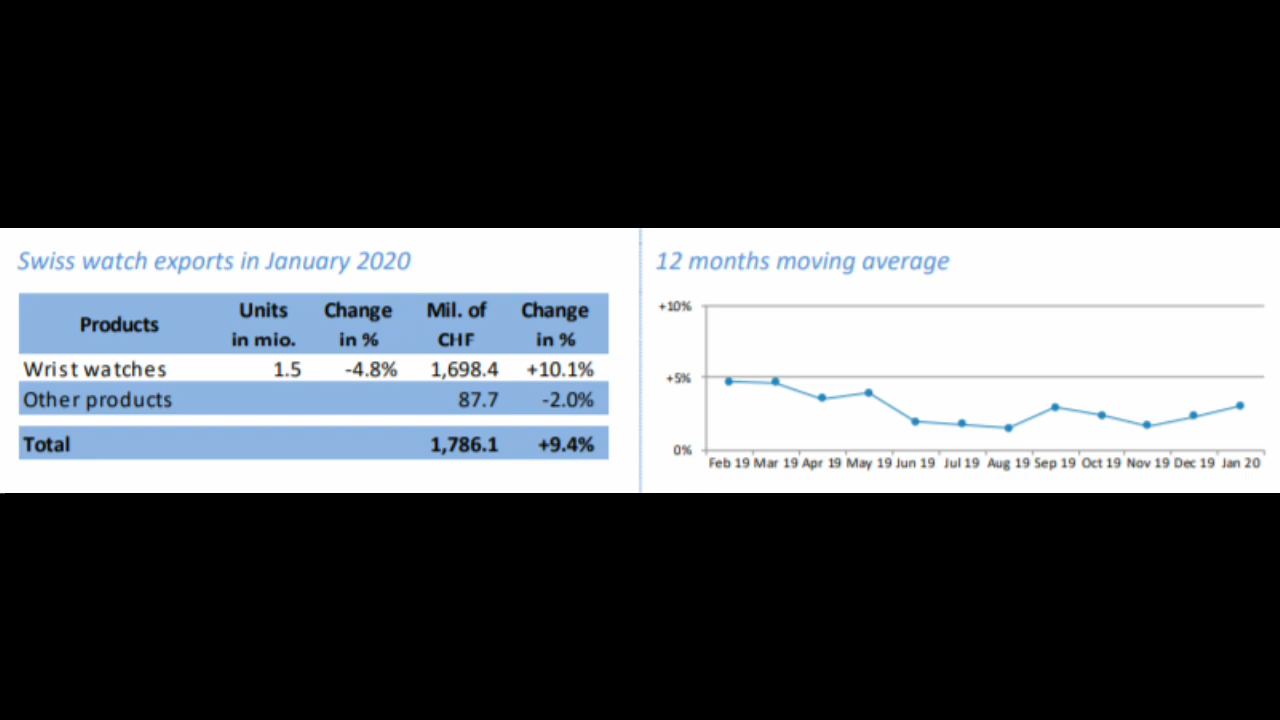 Swiss watch exports in January 2020
Products Units in mio. Change in % Mil. of CHF Change in %
Wrist watches 1.5 -4.8% 1,698.4 +10.1%
Other products 87.7 -2.0%
Total 1,786.1 +9.4%
12 months moving average
+10%
+5%
0%
Feb 19 Mar 19 Apr 19 May 19 Jun 19 Jul 19 Aug 19 Sep 19 Oct 19 Nov 19 Dec 19 Jan 20